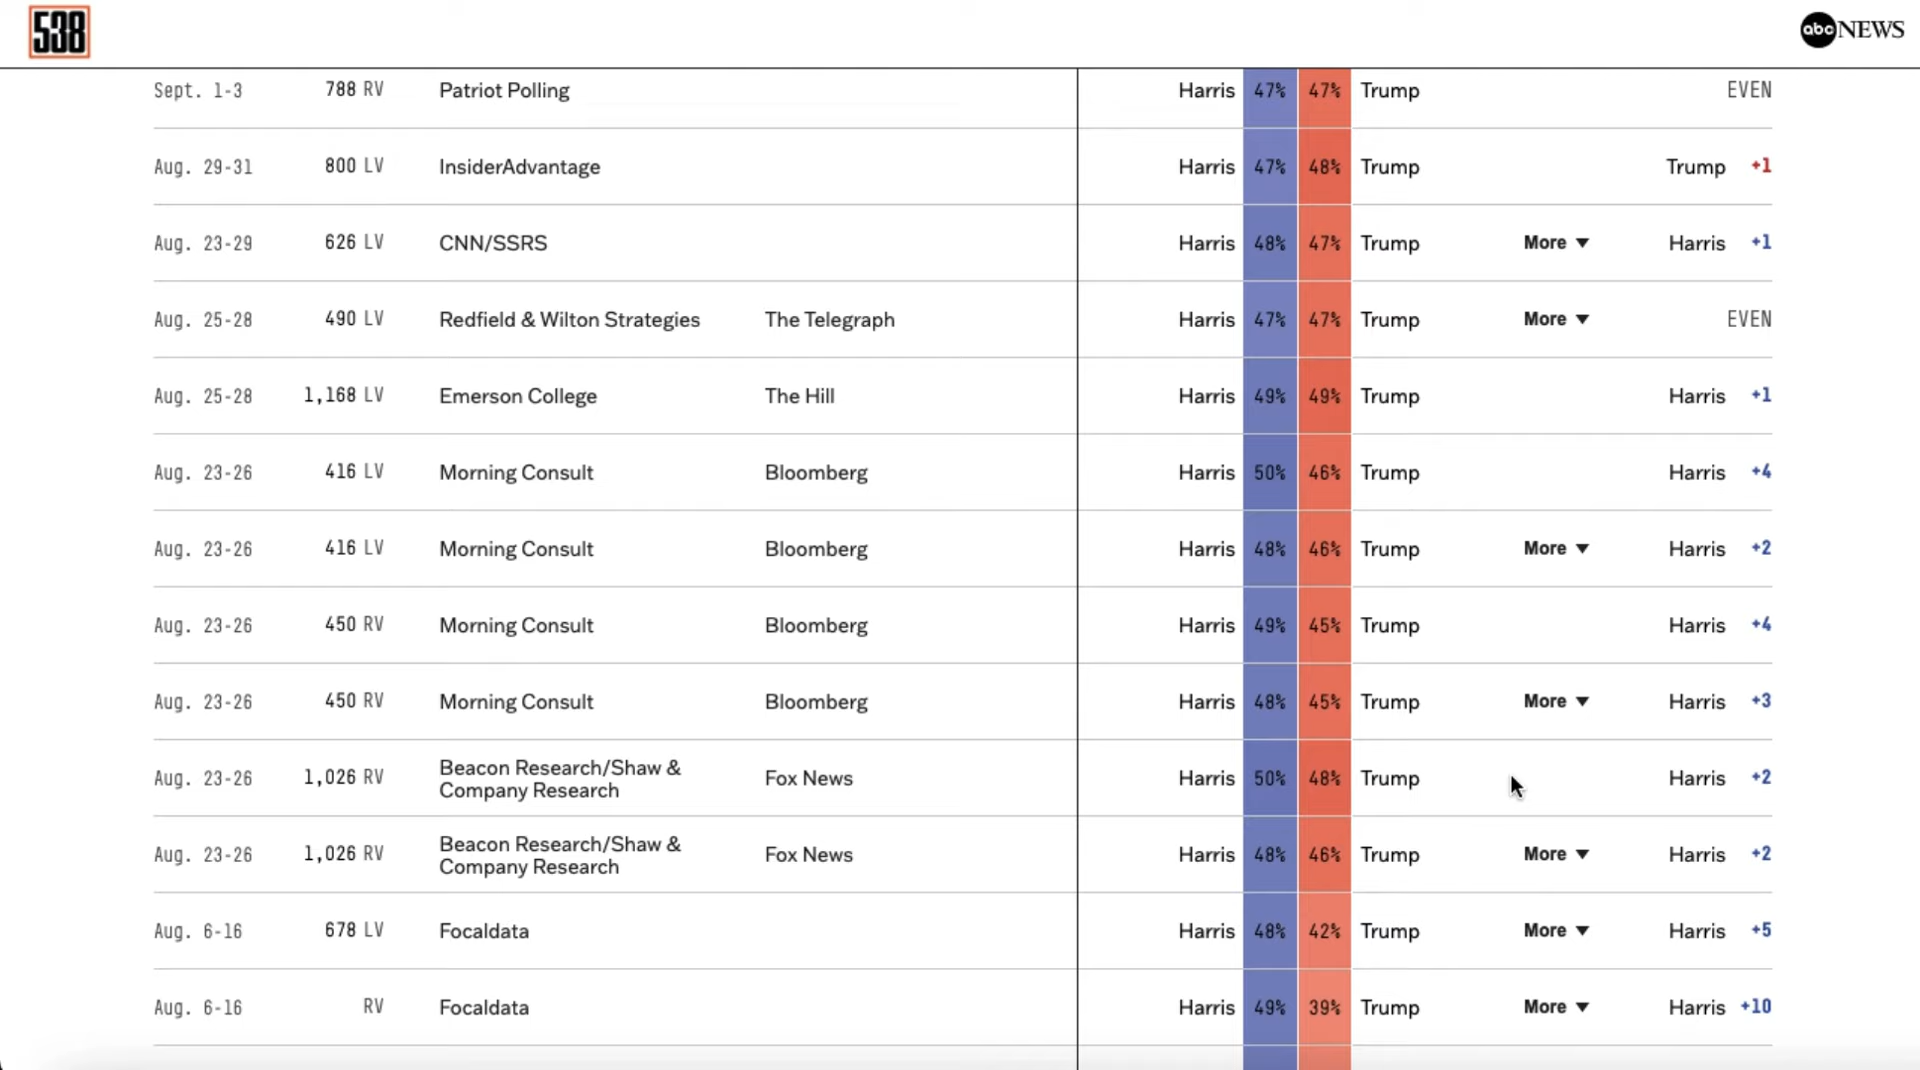 538
abc NEWS
Sept. 1-3 788 RV Patriot Polling Harris 47% 47% Trump EVEN
Aug. 29-31 800 LV InsiderAdvantage Harris 47% 48% Trump Trump +1
Aug. 23-29 626 LV CNN/SSRS Harris 48% 47% Trump More ▼ Harris +1
Aug. 25-28 490 LV Redfield & Wilton Strategies The Telegraph Harris 47% 47% Trump More ▼ EVEN
Aug. 25-28 1,168 LV Emerson College The Hill Harris 49% 49% Trump Harris +1
Aug. 23-26 416 LV Morning Consult Bloomberg Harris 50% 46% Trump Harris +4
Aug. 23-26 416 LV Morning Consult Bloomberg Harris 48% 46% Trump More ▼ Harris +2
Aug. 23-26 450 RV Morning Consult Bloomberg Harris 49% 45% Trump Harris +4
Aug. 23-26 450 RV Morning Consult Bloomberg Harris 48% 45% Trump More ▼ Harris +3
Aug. 23-26 1,026 RV Beacon Research/Shaw &
Company Research Fox News Harris 50% 48% Trump Harris +2
Aug. 23-26 1,026 RV Beacon Research/Shaw &
Company Research Fox News Harris 48% 46% Trump More ▼ Harris +2
Aug. 6-16 678 LV Focaldata Harris 48% 42% Trump More ▼ Harris +5
Aug. 6-16 RV Focaldata Harris 49% 39% Trump More ▼ Harris +10